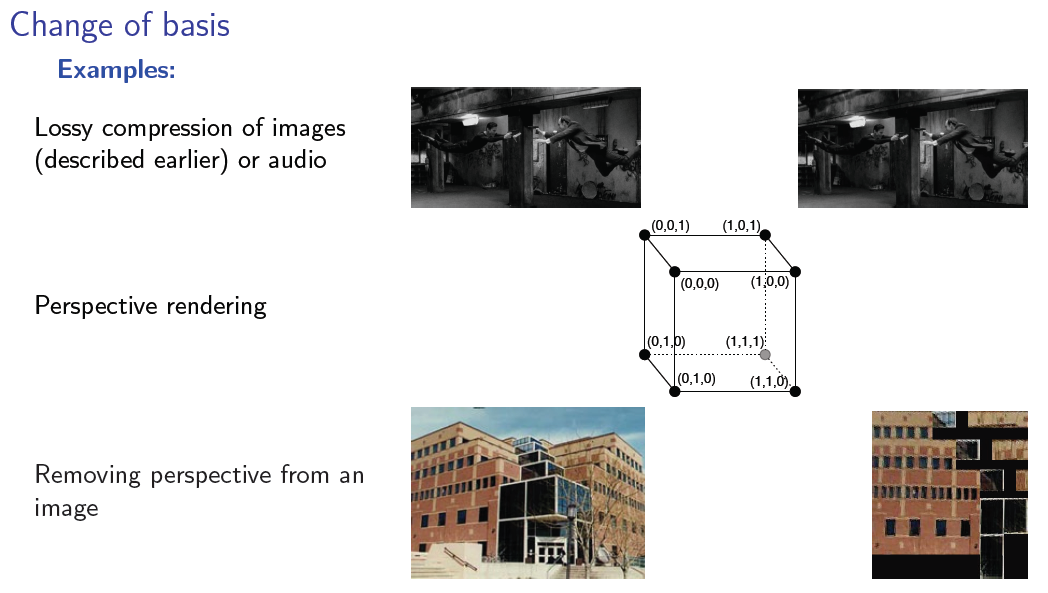 Change of basis
Examples:
Lossy compression of images
(described earlier) or audio
(0,0,1) (1,0,1)
(0,0,0) (1,0,0)
Perspective rendering
(0,1,0) (1,1,1)
(0,1,0) (1,1,0)
Removing perspective from an
image